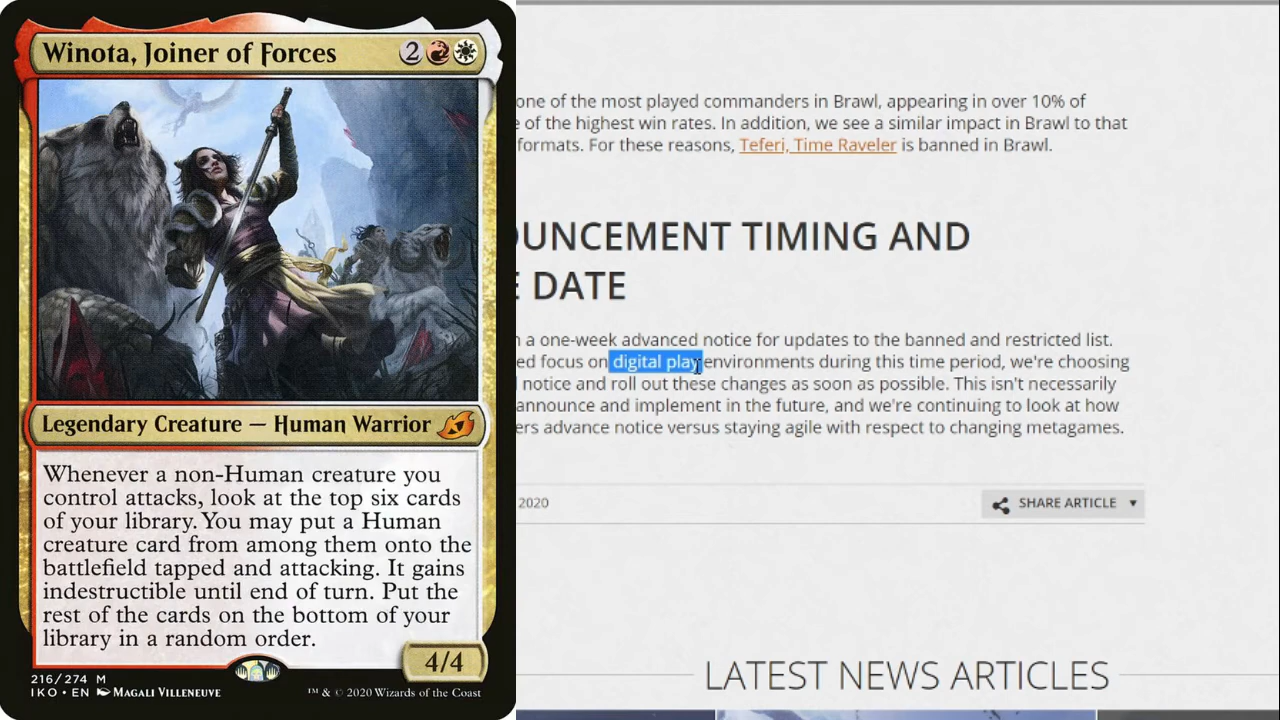 Winota, Joiner of Forces
2
Legendary Creature — Human Warrior
Whenever a non-Human creature you
control attacks, look at the top six cards
of your library. You may put a Human
creature card from among them onto the
battlefield tapped and attacking. It gains
indestructible until end of turn. Put the
rest of the cards on the bottom of your
library in a random order.
4/4
216/274 M
IKO • EN MAGALI VILLENEUVE
™ & © 2020 Wizards of the Coast
one of the most played commanders in Brawl, appearing in over 10% of
of the highest win rates. In addition, we see a similar impact in Brawl to that
formats. For these reasons, Teferi, Time Raveler is banned in Brawl.
OUNCEMENT TIMING AND
E DATE
a one-week advanced notice for updates to the banned and restricted list.
ed focus on digital play environments during this time period, we're choosing
notice and roll out these changes as soon as possible. This isn't necessarily
announce and implement in the future, and we're continuing to look at how
ers advance notice versus staying agile with respect to changing metagames.
2020
SHARE ARTICLE
LATEST NEWS ARTICLES